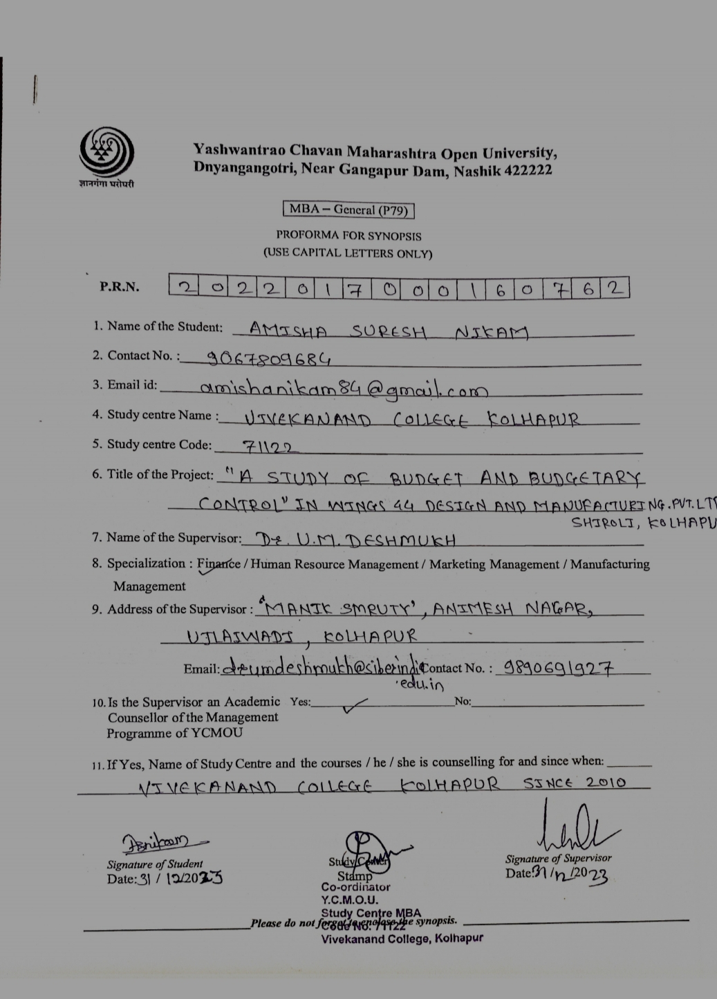 ज्ञानगंगा घरोघरी
Yashwantrao Chavan Maharashtra Open University,
Dnyangangotri, Near Gangapur Dam, Nashik 422222
MBA – General (P79)
PROFORMA FOR SYNOPSIS
(USE CAPITAL LETTERS ONLY)
P.R.N. 2 0 2 2 0 1 7 0 0 0 1 6 0 7 6 2
1. Name of the Student: AMISHA SURESH NIKAM
2. Contact No. : 9067809684
3. Email id: amishanikam84@gmail.com
4. Study centre Name : VIVEKANAND COLLEGE KOLHAPUR
5. Study centre Code: 71122
6. Title of the Project: "A STUDY OF BUDGET AND BUDGETARY
CONTROL" IN WINGS 44 DESIGN AND MANUFACTURING.PVT.LT
SHIROLI, KOLHAPU
7. Name of the Supervisor: Dr. U.M. DESHMUKH
8. Specialization : Finance / Human Resource Management / Marketing Management / Manufacturing
Management
9. Address of the Supervisor : 'MANIK SMRUTY', ANIMESH NAGAR,
UJLAIWADI, KOLHAPUR
Email: drumdeshmukh@siberindia Contact No. : 9890691927
.edu.in
10. Is the Supervisor an Academic Yes: ✓ No:
Counsellor of the Management
Programme of YCMOU
11. If Yes, Name of Study Centre and the courses / he / she is counselling for and since when:
VIVEKANAND COLLEGE KOLHAPUR SINCE 2010
Signature of Student
Date: 31 / 12/2023
Study Center
Stamp
Signature of Supervisor
Date: 31/12/2023
Co-ordinator
Y.C.M.O.U.
Study Centre MBA
Please do not forget to enclose the synopsis.
Code No. 71122
Vivekanand College, Kolhapur